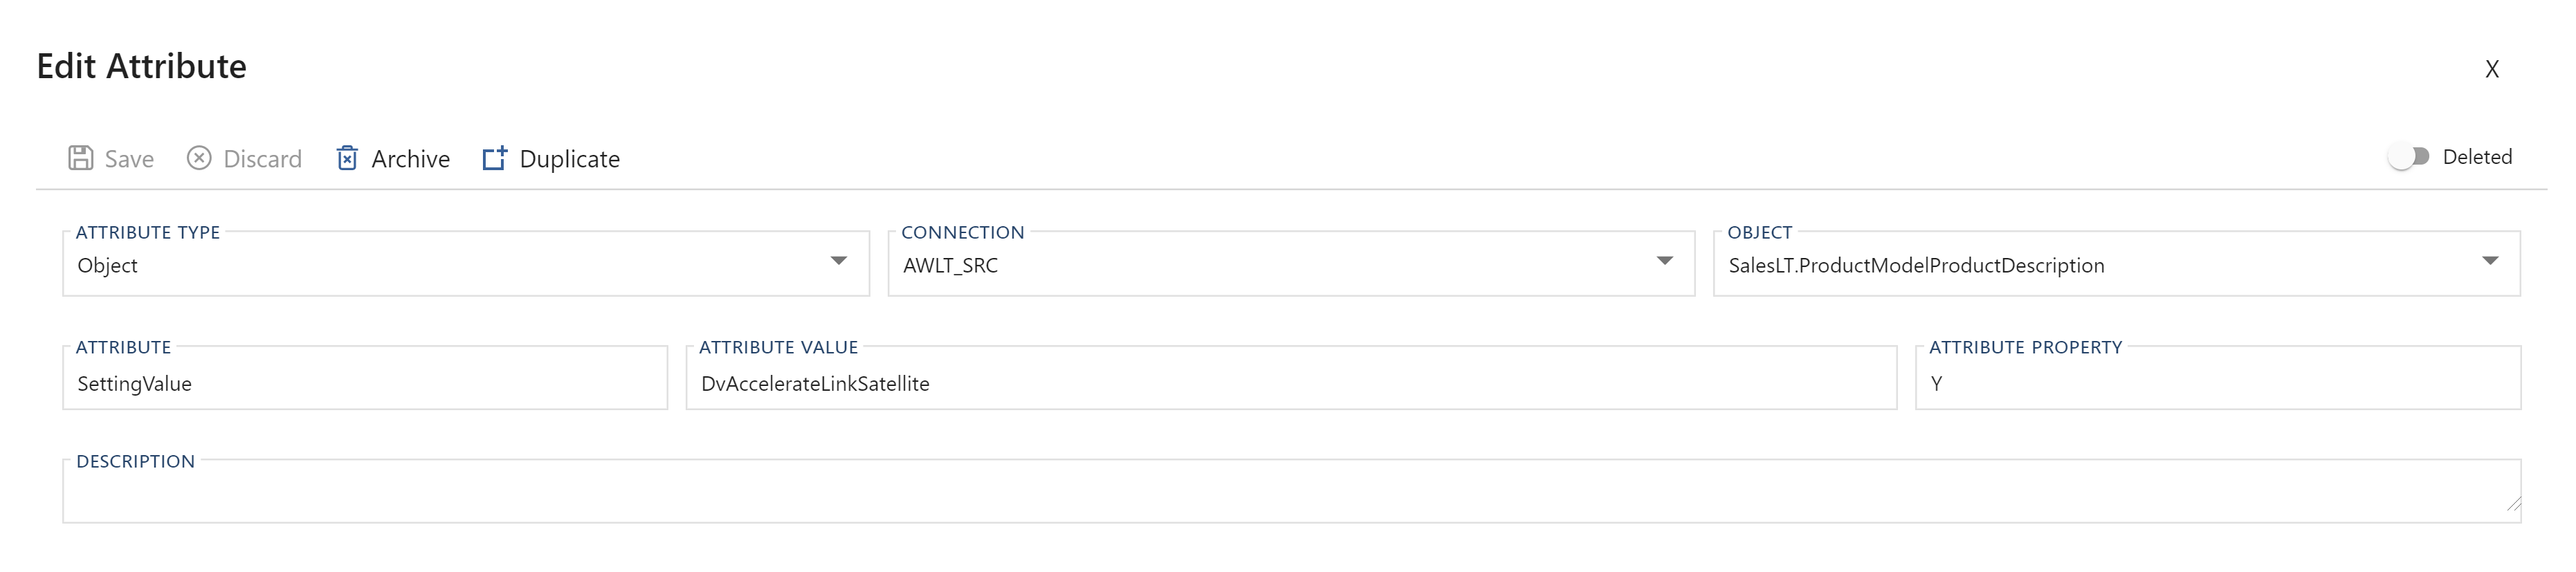 Edit Attribute
X
Save
Discard
Archive
Duplicate
Deleted
ATTRIBUTE TYPE
Object
CONNECTION
AWLT_SRC
OBJECT
SalesLT.ProductModelProductDescription
ATTRIBUTE
SettingValue
ATTRIBUTE VALUE
DvAccelerateLinkSatellite
ATTRIBUTE PROPERTY
Y
DESCRIPTION